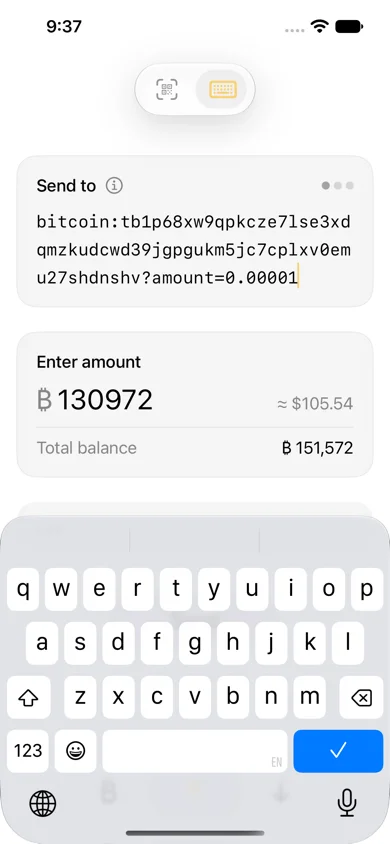 9:37
Send to
bitcoin:tb1p68xw9qpkcze7lse3xd
qmzkudcwd39jgpgukm5jc7cplxv0em
u27shdnshv?amount=0.00001
Enter amount
₿ 130972 ≈ $105.54
Total balance ₿ 151,572
q w e r t y u i o p
a s d f g h j k l
z x c v b n m
123 EN